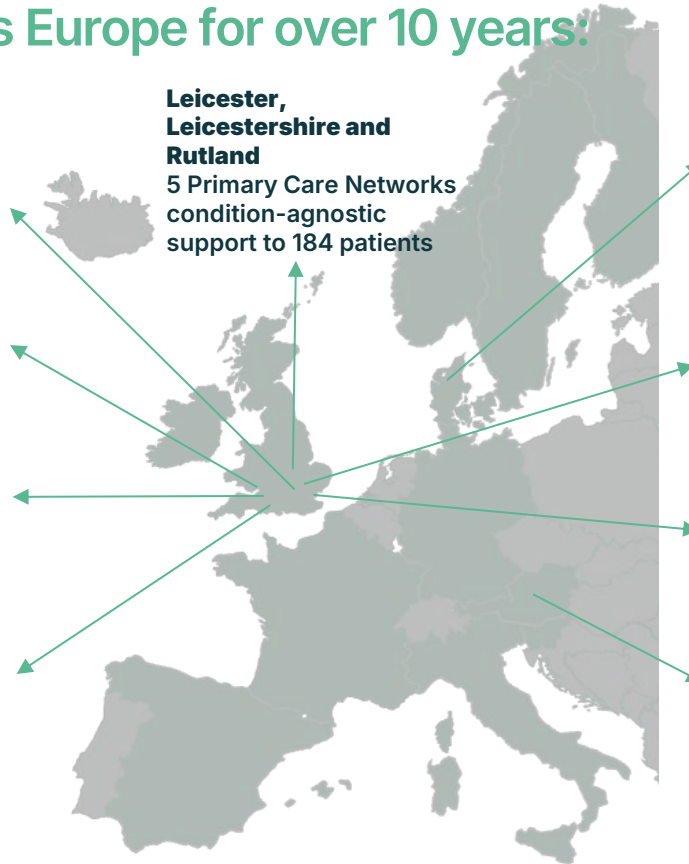 s Europe for over 10 years:
Leicester,
Leicestershire and
Rutland
5 Primary Care Networks
condition-agnostic
support to 184 patients